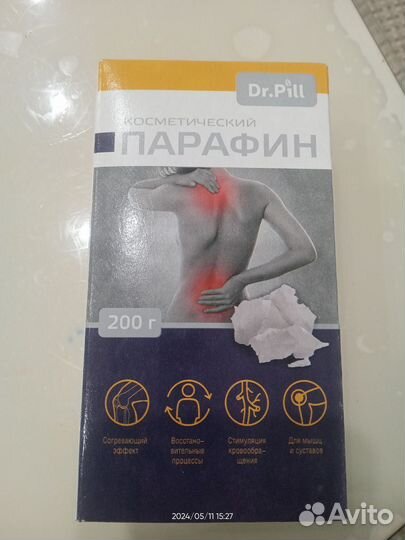 Dr.Pill
КОСМЕТИЧЕСКИЙ
ПАРАФИН
200 г
Согревающий
эффект
Восстано-
вительные
процессы
Стимуляция
кровообра-
щения
Для мышц
и суставов
2024/05/11 15:27
Avito